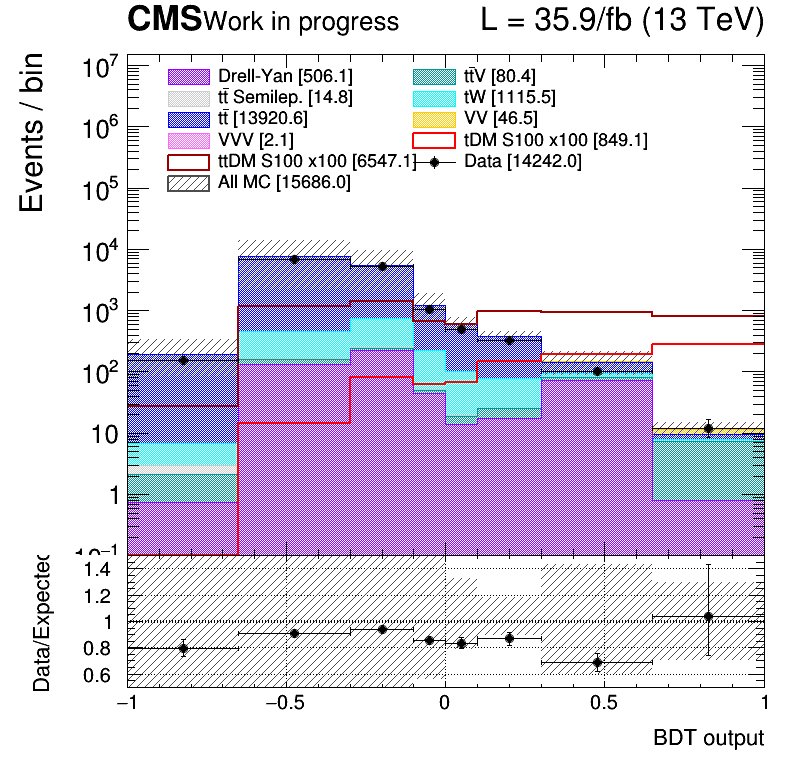 CMS Work in progress L = 35.9/fb (13 TeV)
Events / bin
10⁷
10⁶
10⁵
10⁴
10³
10²
10
1
10⁻¹
Drell-Yan [506.1] tt̄V [80.4]
tt̄ Semilep. [14.8] tW [1115.5]
tt̄ [13920.6] VV [46.5]
VVV [2.1] tDM S100 x100 [849.1]
ttDM S100 x100 [6547.1] Data [14242.0]
All MC [15686.0]
Data/Expected
1.4
1.2
1
0.8
0.6
−1 −0.5 0 0.5 1
BDT output